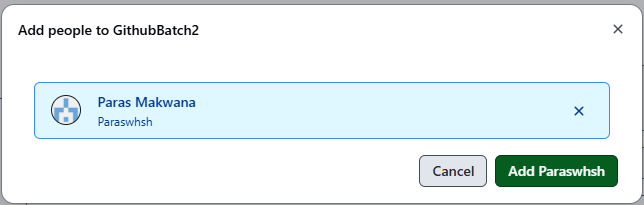 Add people to GithubBatch2
Paras Makwana
Paraswhsh
Cancel
Add Paraswhsh